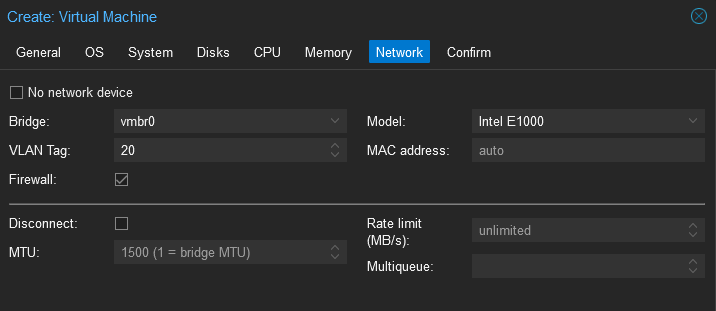 Create: Virtual Machine
General OS System Disks CPU Memory Network Confirm
No network device
Bridge: vmbr0 Model: Intel E1000
VLAN Tag: 20 MAC address: auto
Firewall:
Disconnect: Rate limit (MB/s): unlimited
MTU: 1500 (1 = bridge MTU) Multiqueue: